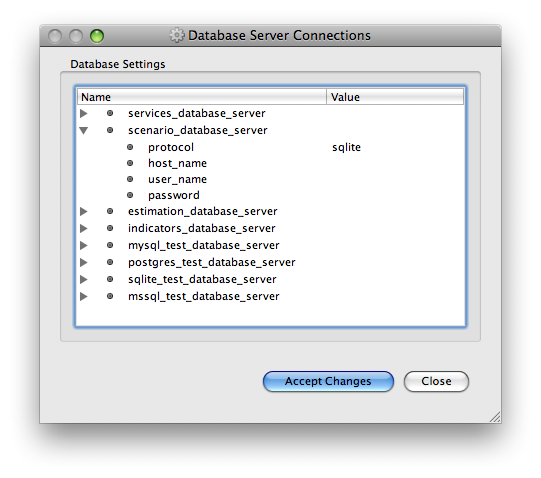 Database Server Connections
Database Settings
Name Value
services_database_server
scenario_database_server
protocol sqlite
host_name
user_name
password
estimation_database_server
indicators_database_server
mysql_test_database_server
postgres_test_database_server
sqlite_test_database_server
mssql_test_database_server
Accept Changes Close